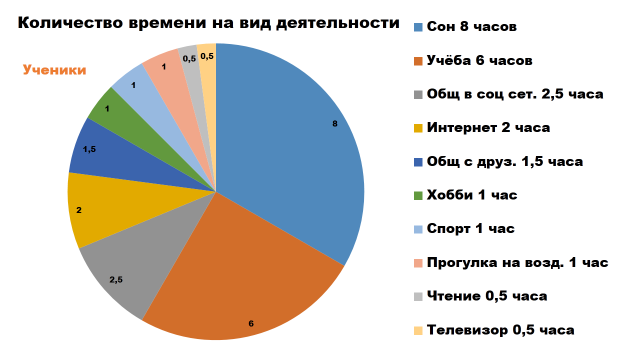 Количество времени на вид деятельности
Ученики
8
6
2,5
2
1,5
1
1
1
0,5
0,5
Сон 8 часов
Учёба 6 часов
Общ в соц сет. 2,5 часа
Интернет 2 часа
Общ с друз. 1,5 часа
Хобби 1 час
Спорт 1 час
Прогулка на возд. 1 час
Чтение 0,5 часа
Телевизор 0,5 часа